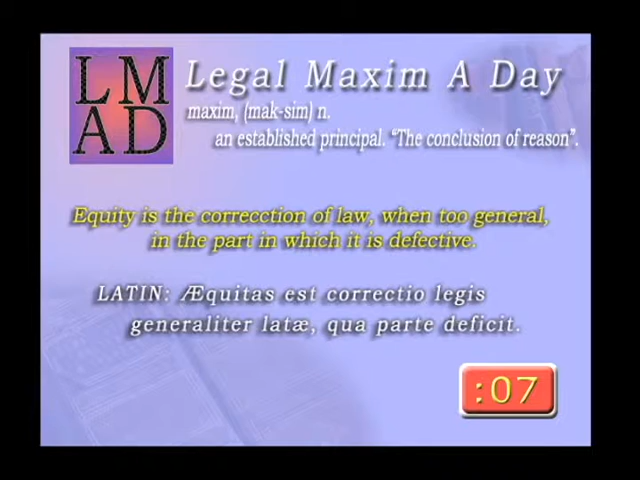 LM
AD
Legal Maxim A Day
maxim, (mak-sim) n.
an established principal. "The conclusion of reason".
Equity is the correcction of law, when too general,
in the part in which it is defective.
LATIN: Æquitas est correctio legis
generaliter latæ, qua parte deficit.
:07